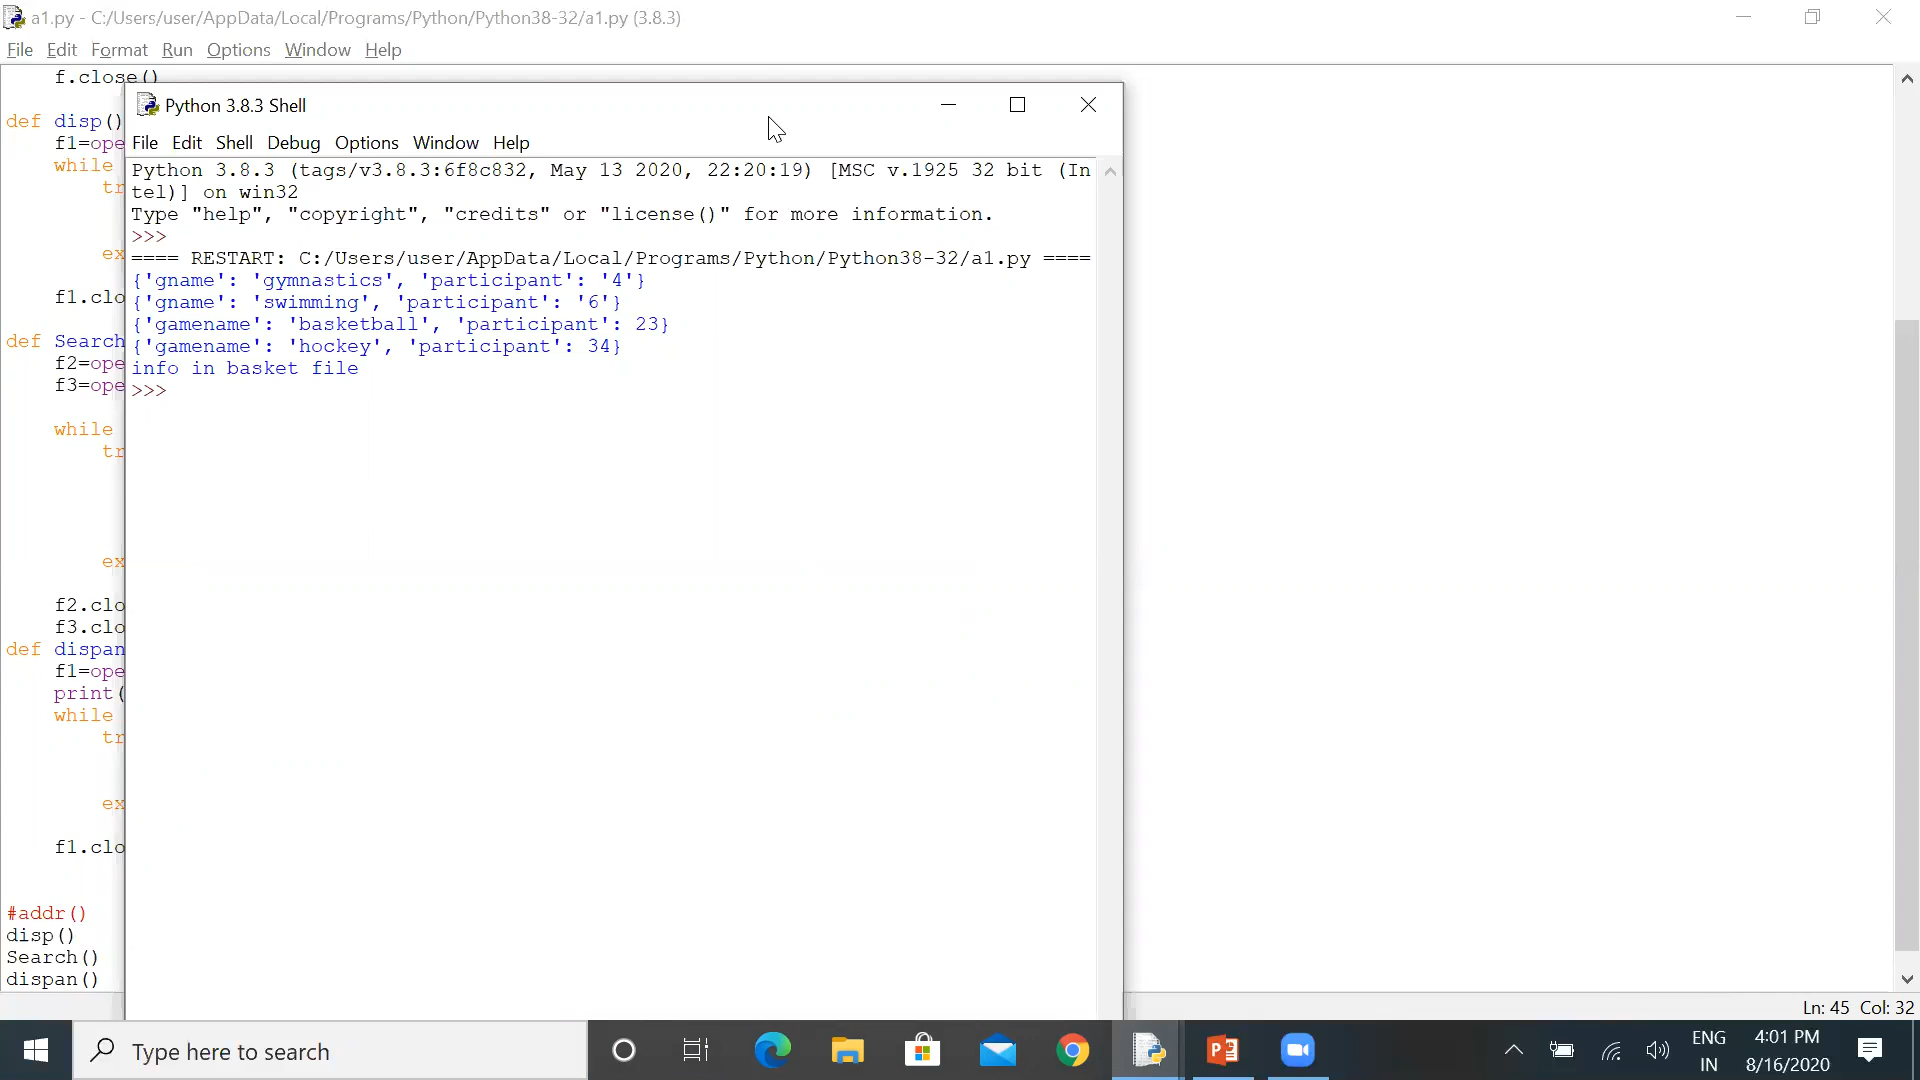 a1.py - C:/Users/user/AppData/Local/Programs/Python/Python38-32/a1.py (3.8.3)
File Edit Format Run Options Window Help
f.close()
def disp()
f1=ope
while
tr
ex
f1.clo
def Search
f2=ope
f3=ope
while
tr
ex
f2.clo
f3.clo
def dispan
f1=ope
print(
while
tr
ex
f1.clo
#addr()
disp()
Search()
dispan()
Python 3.8.3 Shell
File Edit Shell Debug Options Window Help
Python 3.8.3 (tags/v3.8.3:6f8c832, May 13 2020, 22:20:19) [MSC v.1925 32 bit (In
tel)] on win32
Type "help", "copyright", "credits" or "license()" for more information.
>>>
==== RESTART: C:/Users/user/AppData/Local/Programs/Python/Python38-32/a1.py ====
{'gname': 'gymnastics', 'participant': '4'}
{'gname': 'swimming', 'participant': '6'}
{'gamename': 'basketball', 'participant': 23}
{'gamename': 'hockey', 'participant': 34}
info in basket file
>>>
Ln: 45 Col: 32
Type here to search
ENG
IN
4:01 PM
8/16/2020